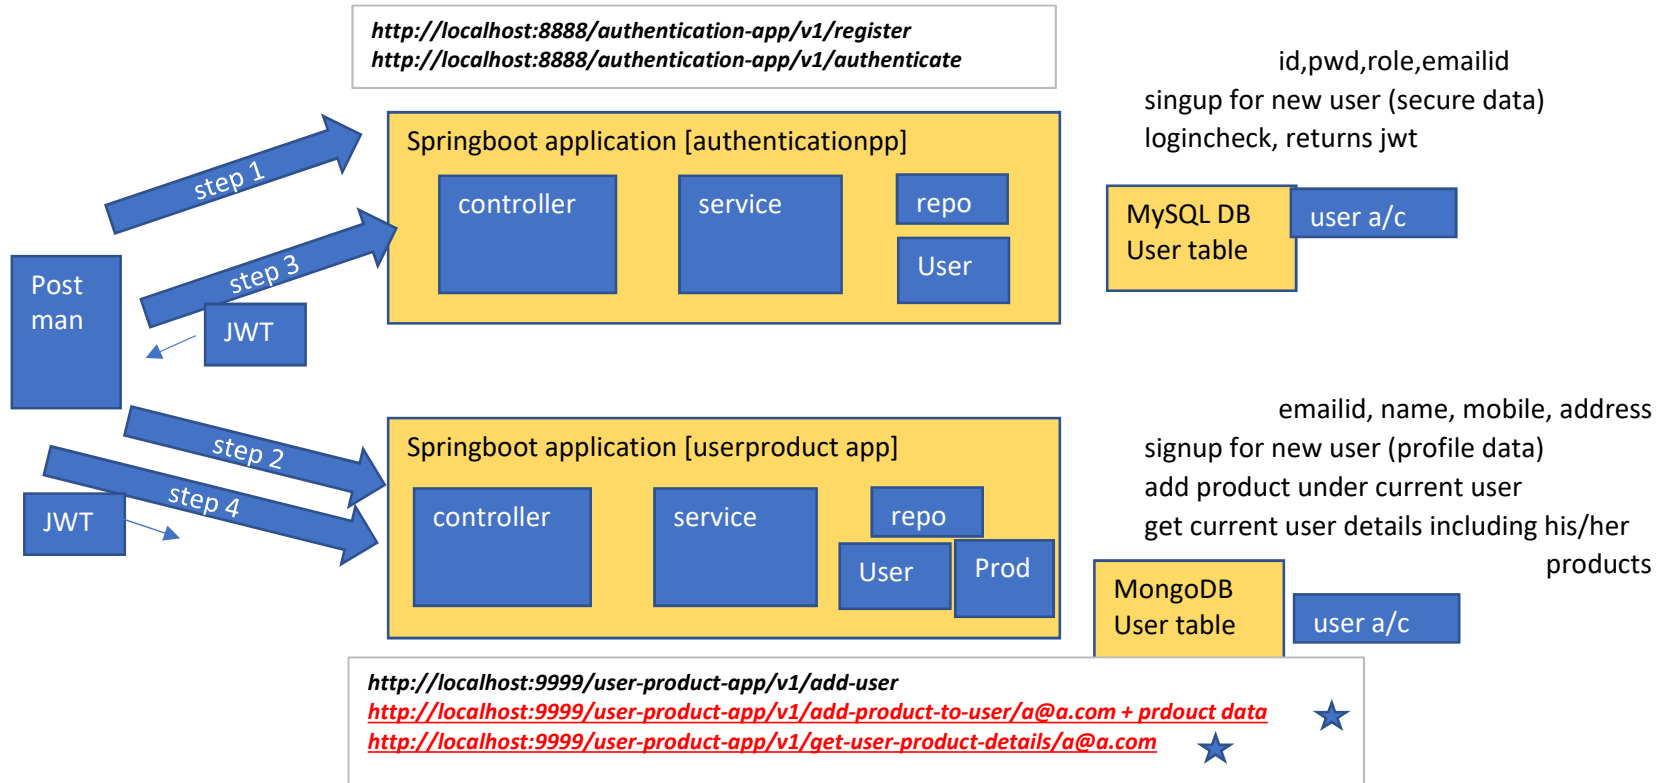 http://localhost:8888/authentication-app/v1/register
http://localhost:8888/authentication-app/v1/authenticate
id,pwd,role,emailid
singup for new user (secure data)
logincheck, returns jwt
step 1
Springboot application [authenticationpp]
controller
service
repo
User
MySQL DB
User table
user a/c
step 3
Post
man
JWT
emailid, name, mobile, address
signup for new user (profile data)
add product under current user
get current user details including his/her
products
step 2
step 4
JWT
Springboot application [userproduct app]
controller
service
repo
User
Prod
MongoDB
User table
user a/c
http://localhost:9999/user-product-app/v1/add-user
http://localhost:9999/user-product-app/v1/add-product-to-user/a@a.com + prdouct data
http://localhost:9999/user-product-app/v1/get-user-product-details/a@a.com